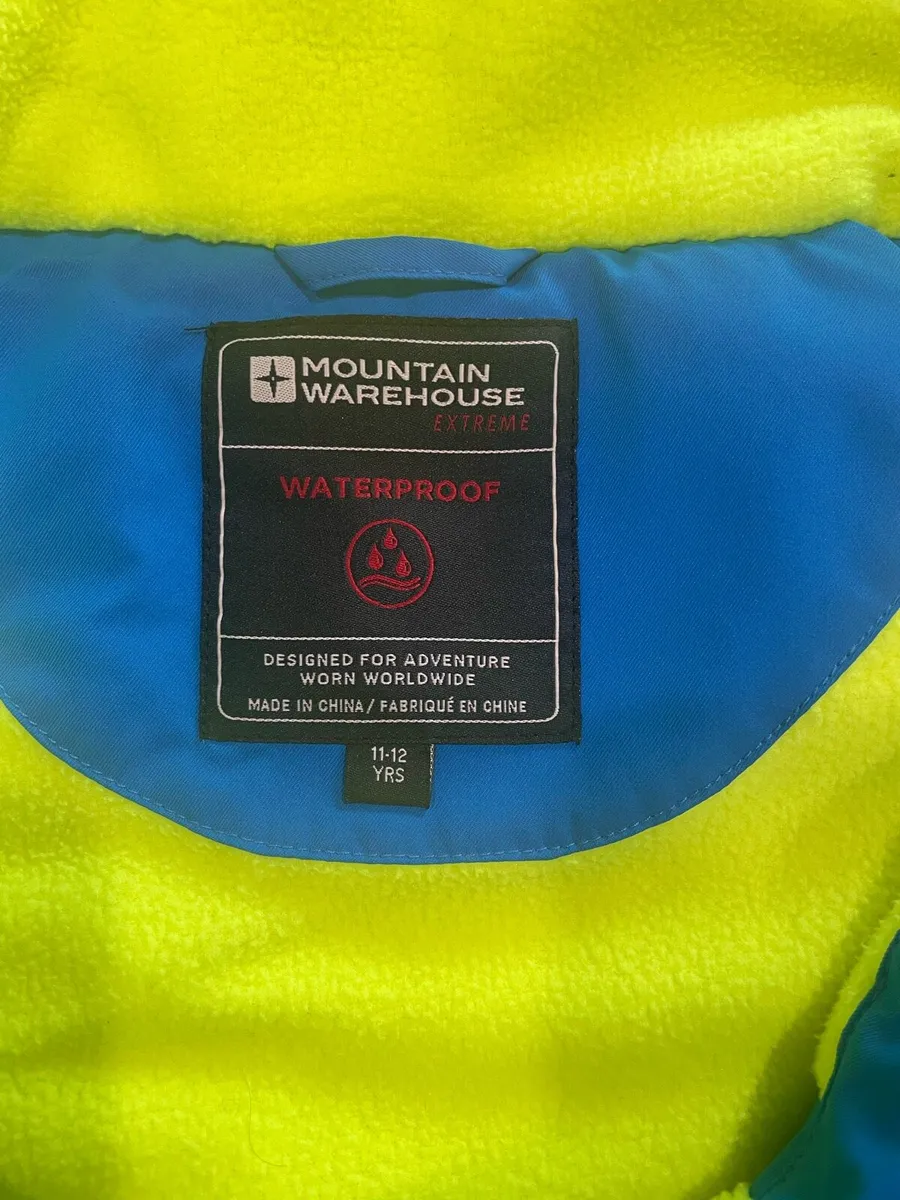 MOUNTAIN
WAREHOUSE
EXTREME
WATERPROOF
DESIGNED FOR ADVENTURE
WORN WORLDWIDE
MADE IN CHINA / FABRIQUÉ EN CHINE
11-12
YRS